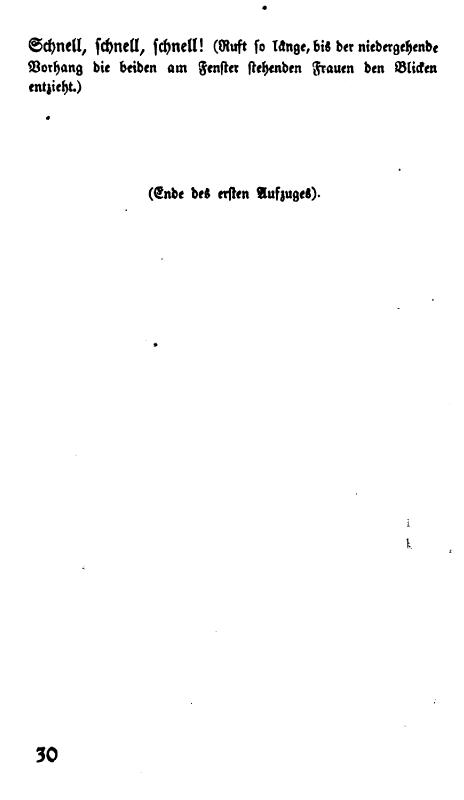 Schnell, schnell, schnell! (Ruft so lange, bis der niedergehende
Vorhang die beiden am Fenster stehenden Frauen den Blicken
entzieht.)
(Ende des ersten Aufzuges).
30